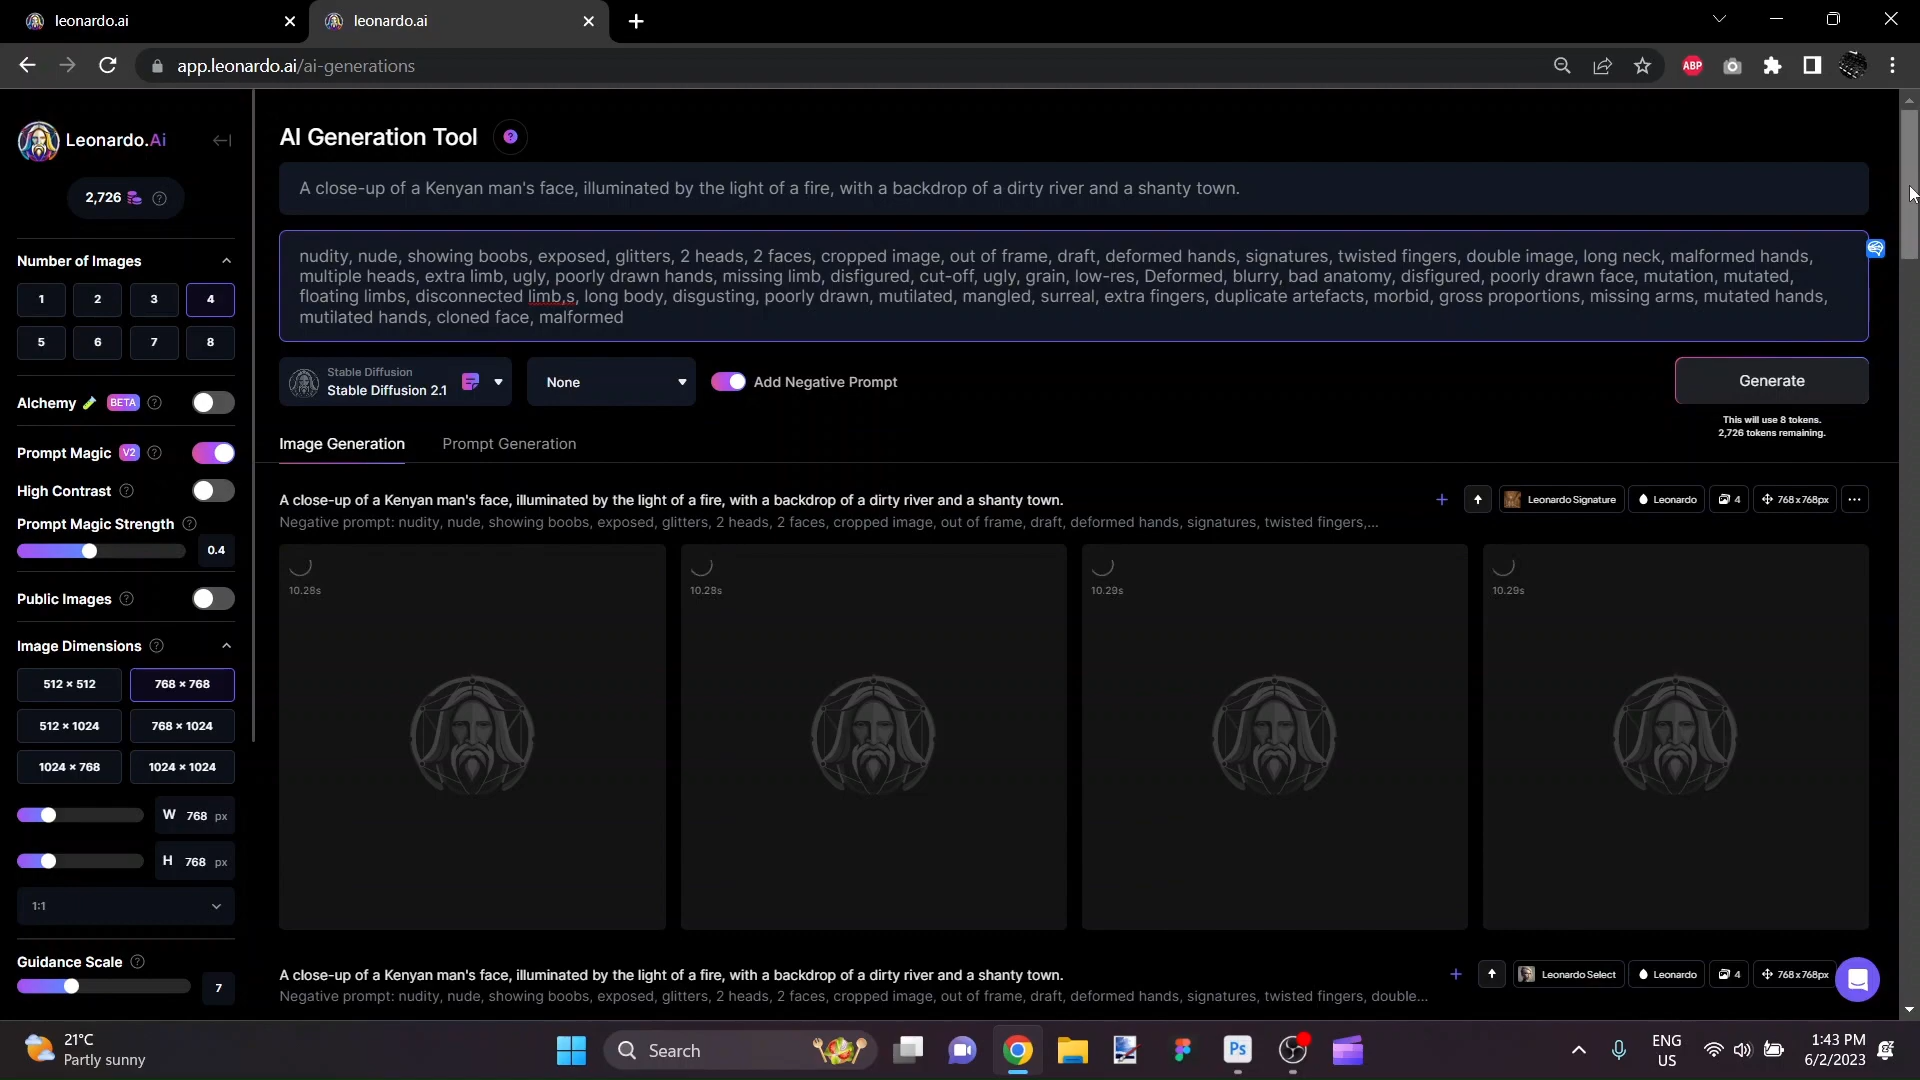 leonardo.ai
leonardo.ai
app.leonardo.ai/ai-generations
ABP
Leonardo.Ai
2,726
Number of Images
1 2 3 4
5 6 7 8
Alchemy BETA
Prompt Magic V2
High Contrast
Prompt Magic Strength
0.4
Public Images
Image Dimensions
512 × 512 768 × 768
512 × 1024 768 × 1024
1024 × 768 1024 × 1024
W 768 px
H 768 px
1:1
Guidance Scale
7
AI Generation Tool ?
A close-up of a Kenyan man's face, illuminated by the light of a fire, with a backdrop of a dirty river and a shanty town.
nudity, nude, showing boobs, exposed, glitters, 2 heads, 2 faces, cropped image, out of frame, draft, deformed hands, signatures, twisted fingers, double image, long neck, malformed hands,
multiple heads, extra limb, ugly, poorly drawn hands, missing limb, disfigured, cut-off, ugly, grain, low-res, Deformed, blurry, bad anatomy, disfigured, poorly drawn face, mutation, mutated,
floating limbs, disconnected limb,s, long body, disgusting, poorly drawn, mutilated, mangled, surreal, extra fingers, duplicate artefacts, morbid, gross proportions, missing arms, mutated hands,
mutilated hands, cloned face, malformed
Stable Diffusion
Stable Diffusion 2.1
None
Add Negative Prompt
Generate
This will use 8 tokens.
2,726 tokens remaining.
Image Generation
Prompt Generation
A close-up of a Kenyan man's face, illuminated by the light of a fire, with a backdrop of a dirty river and a shanty town.
Leonardo Signature Leonardo 4 768x768px
Negative prompt: nudity, nude, showing boobs, exposed, glitters, 2 heads, 2 faces, cropped image, out of frame, draft, deformed hands, signatures, twisted fingers,...
10.28s 10.28s 10.29s 10.29s
A close-up of a Kenyan man's face, illuminated by the light of a fire, with a backdrop of a dirty river and a shanty town.
Leonardo Select Leonardo 4 768x768px
Negative prompt: nudity, nude, showing boobs, exposed, glitters, 2 heads, 2 faces, cropped image, out of frame, draft, deformed hands, signatures, twisted fingers, double...
21°C
Partly sunny
Search
Ps
ENG
US
1:43 PM
6/2/2023